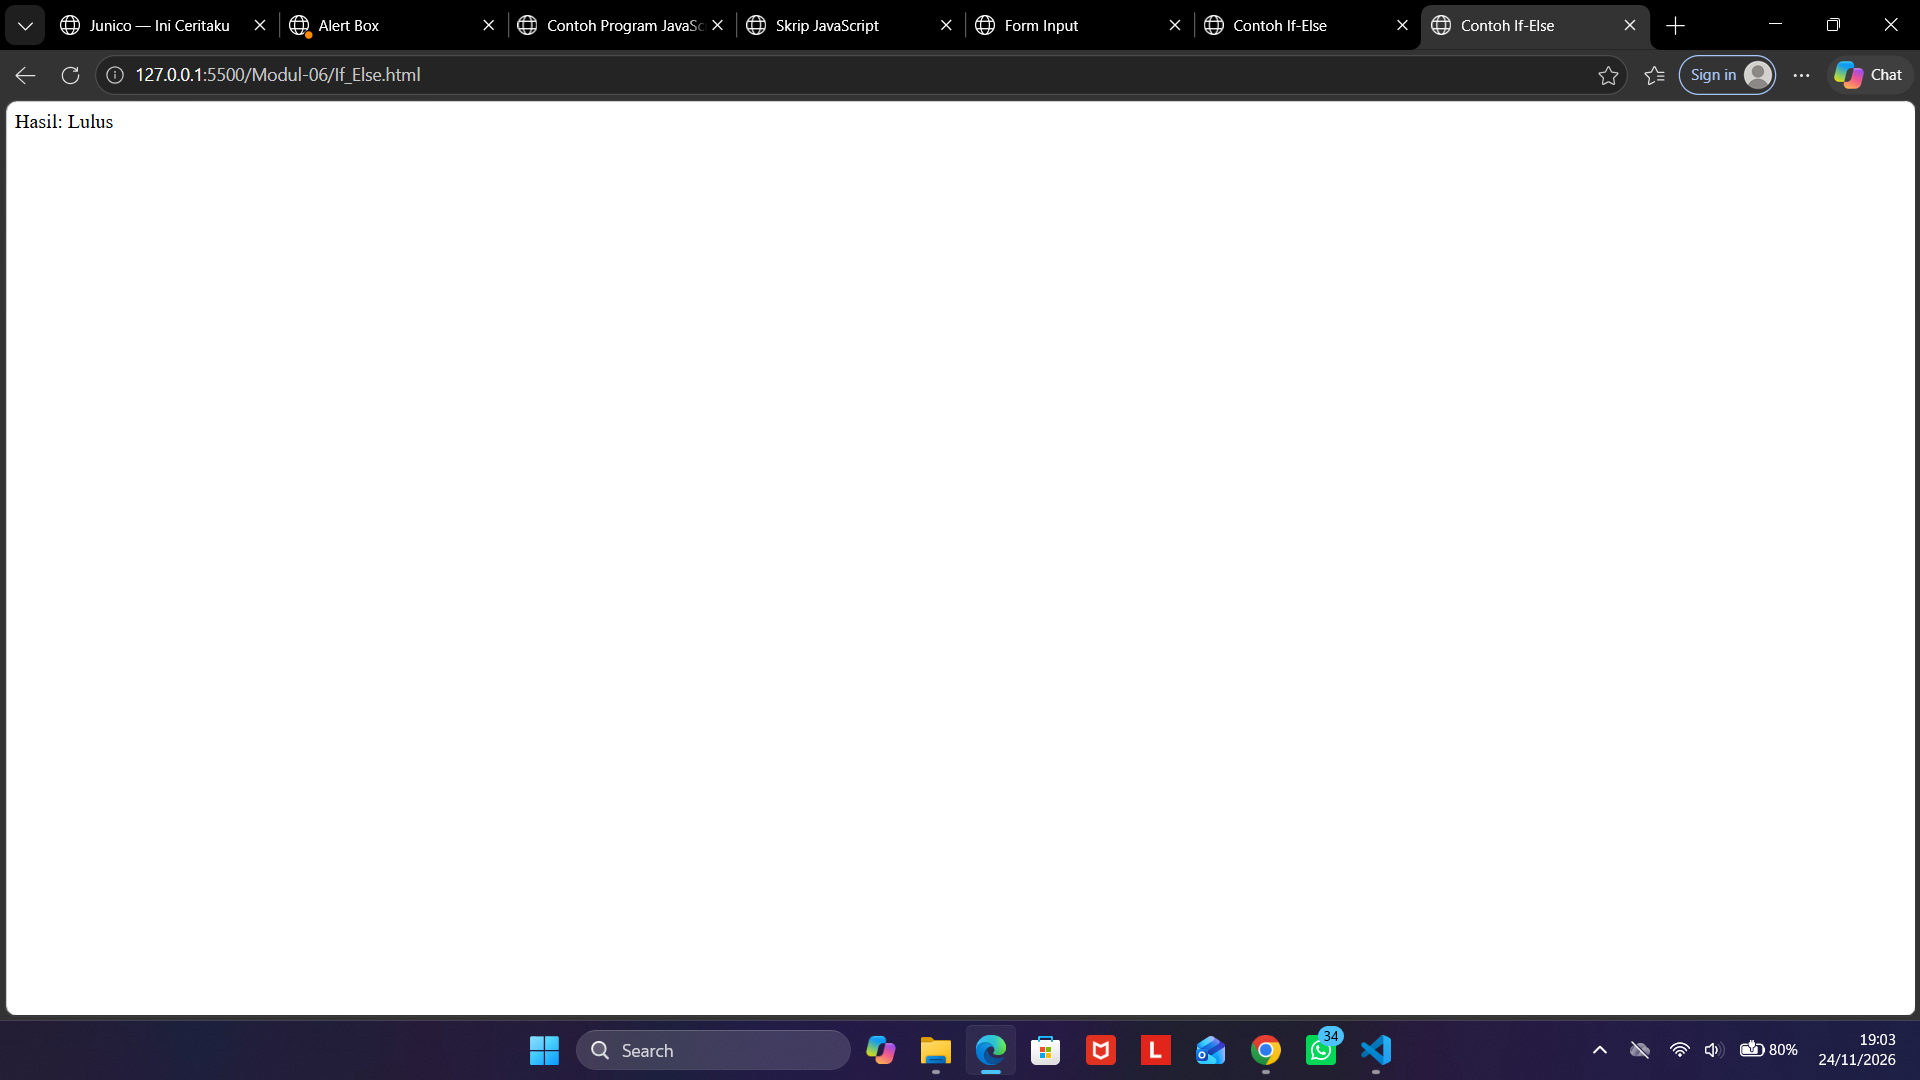 Junico — Ini Ceritaku
Alert Box
Contoh Program JavaSc
Skrip JavaScript
Form Input
Contoh If-Else
Contoh If-Else
127.0.0.1:5500/Modul-06/If_Else.html
Sign in
Chat
Hasil: Lulus
Search
L
34
80%
19:03
24/11/2026